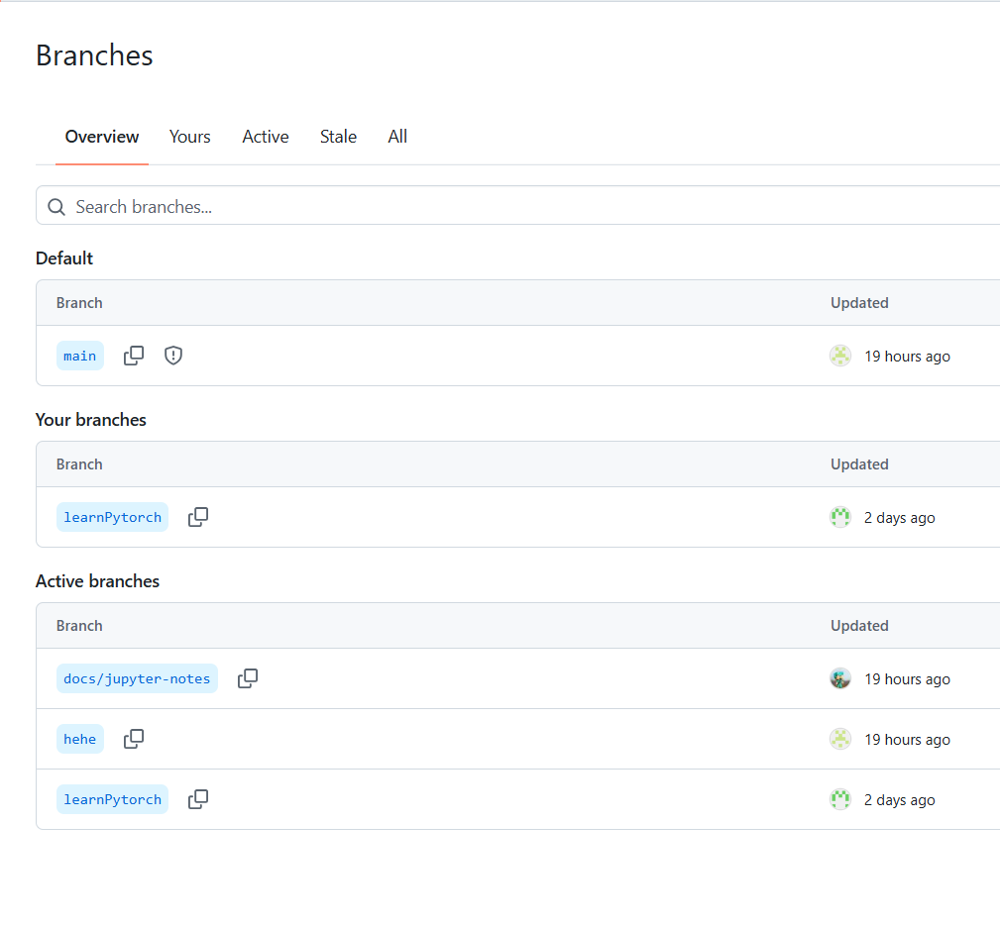 Branches
Overview Yours Active Stale All
Search branches...
Default
Branch Updated
main 19 hours ago
Your branches
Branch Updated
learnPytorch 2 days ago
Active branches
Branch Updated
docs/jupyter-notes 19 hours ago
hehe 19 hours ago
learnPytorch 2 days ago